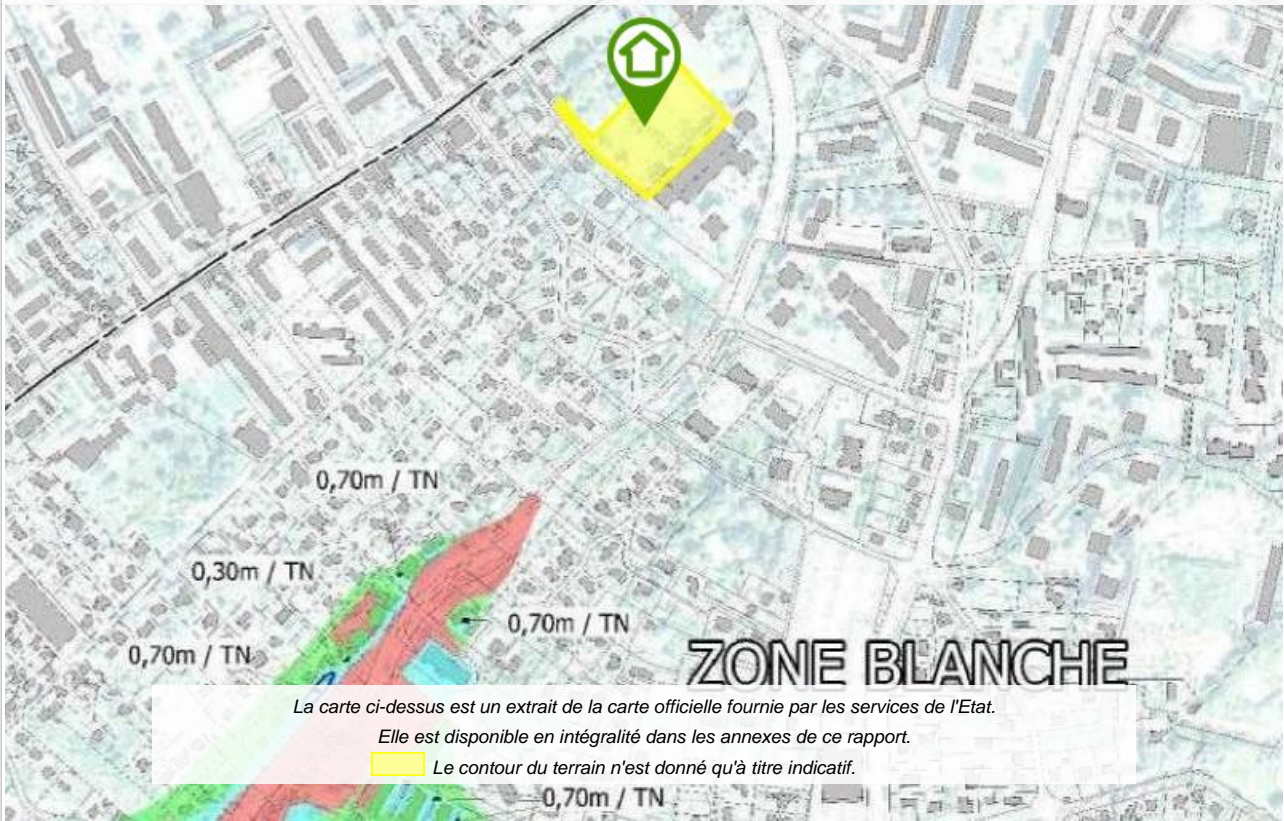 0,70m / TN
0,30m / TN
0,70m / TN
0,70m / TN
ZONE BLANCHE
La carte ci-dessus est un extrait de la carte officielle fournie par les services de l'Etat.
Elle est disponible en intégralité dans les annexes de ce rapport.
Le contour du terrain n'est donné qu'à titre indicatif.
0,70m / TN